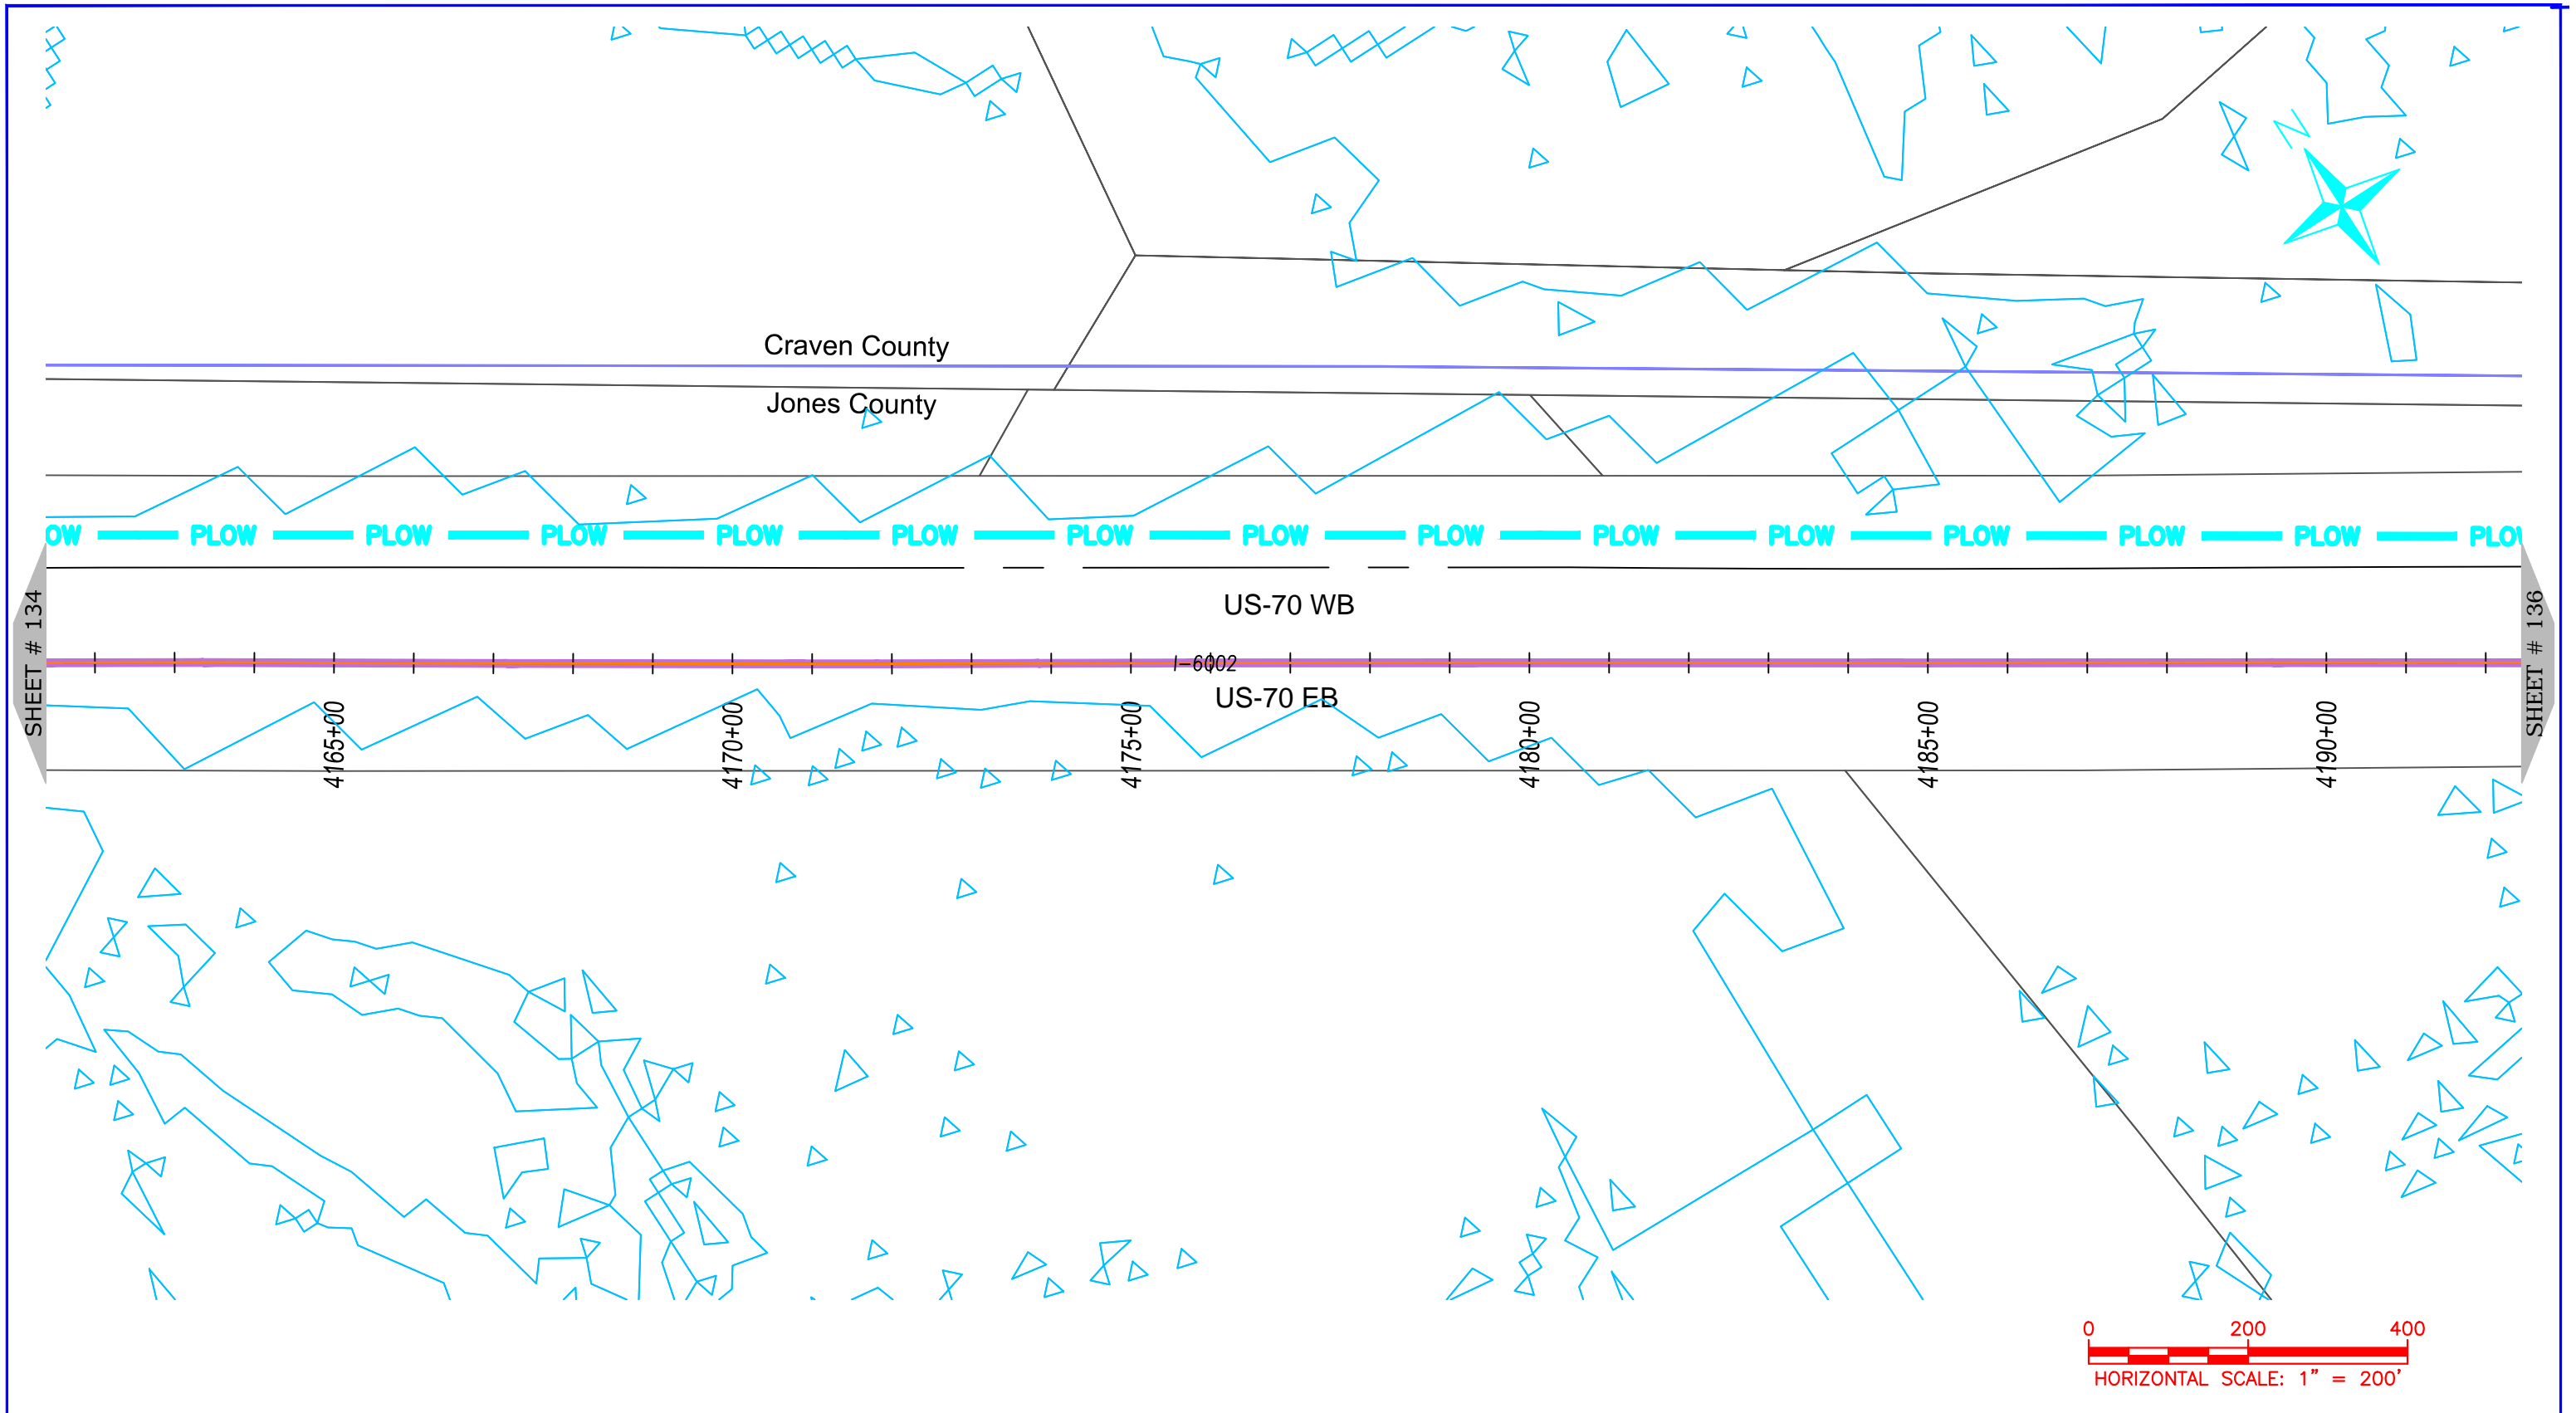 N
Craven County
Jones County
OW PLOW PLOW PLOW PLOW PLOW PLOW PLOW PLOW PLOW PLOW PLOW PLOW PLOW PLOW
SHEET # 134
US-70 WB
SHEET # 136
I-6002
US-70 EB
4165+00 4170+00 4175+00 4180+00 4185+00 4190+00
0 200 400
HORIZONTAL SCALE: 1" = 200'